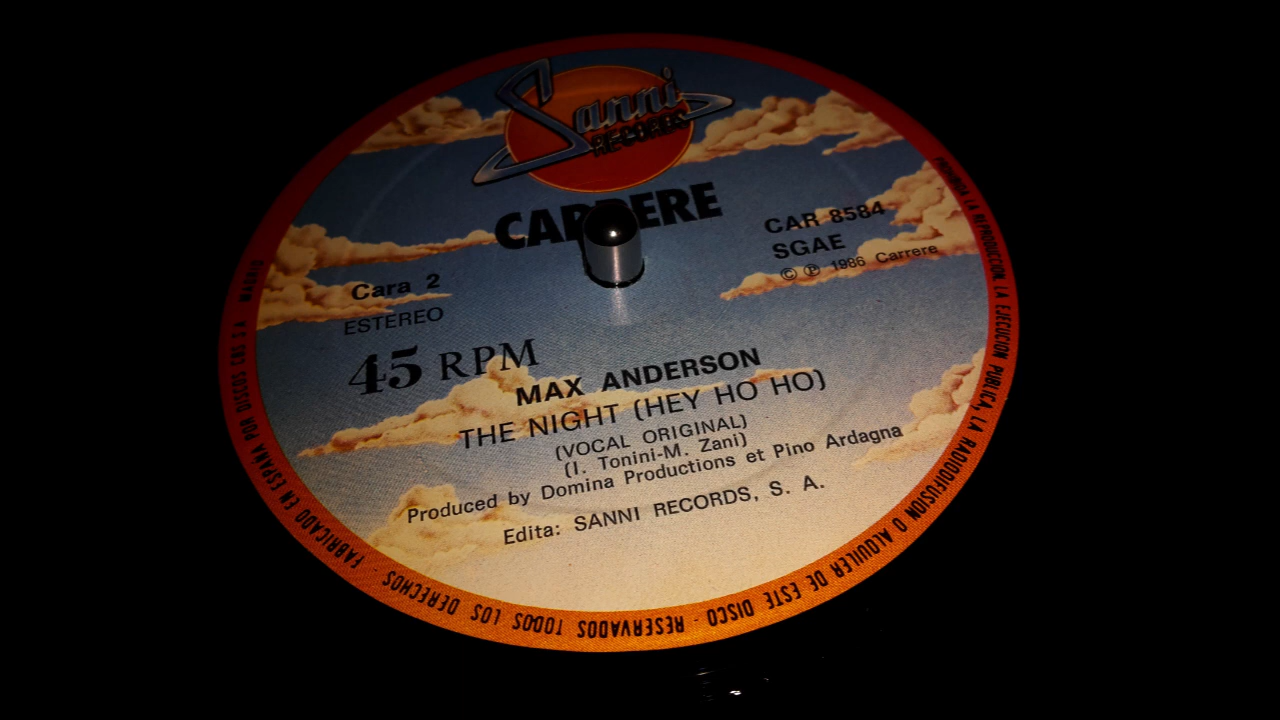 Sanni
RECORDS
CARRERE
CAR 8584
SGAE
© ℗ 1986 Carrere
Cara 2
ESTEREO
45 RPM
MAX ANDERSON
THE NIGHT (HEY HO HO)
(VOCAL ORIGINAL)
(I. Tonini-M. Zani)
Produced by Domina Productions et Pino Ardagna
Edita: SANNI RECORDS, S. A.
PROHIBIDA LA REPRODUCCION, LA EJECUCION PUBLICA, LA RADIODIFUSION O ALQUILER DE ESTE DISCO - RESERVADOS TODOS LOS DERECHOS - FABRICADO EN ESPAÑA POR DISCOS CBS S A MADRID